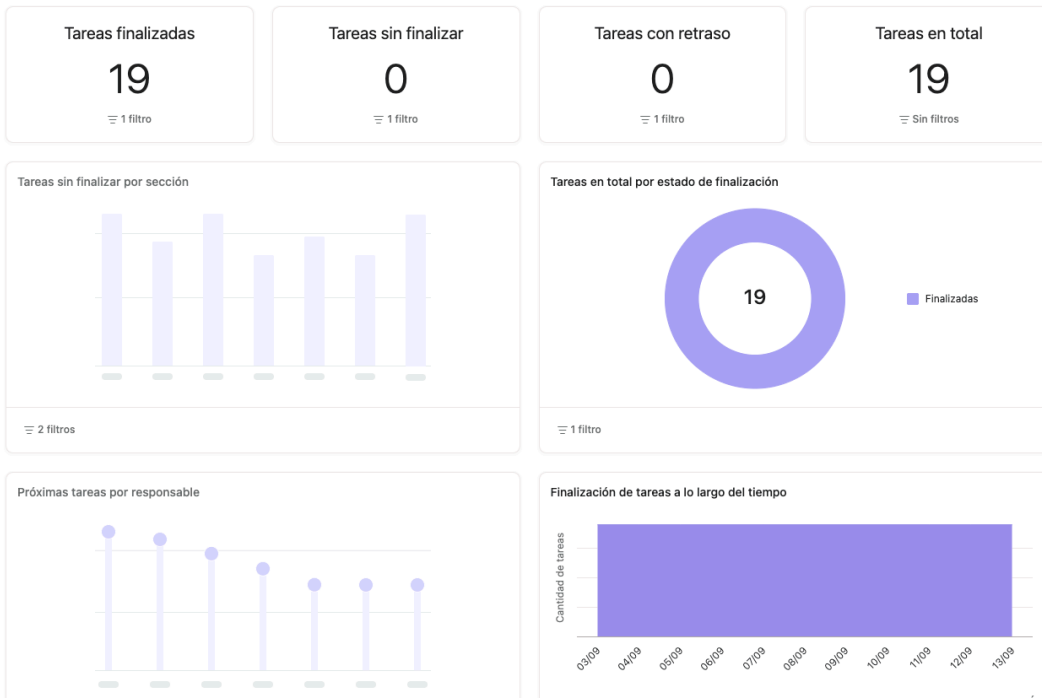 Tareas finalizadas
19
1 filtro
Tareas sin finalizar
0
1 filtro
Tareas con retraso
0
1 filtro
Tareas en total
19
Sin filtros
Tareas sin finalizar por sección
2 filtros
Tareas en total por estado de finalización
19
Finalizadas
1 filtro
Próximas tareas por responsable
Finalización de tareas a lo largo del tiempo
Cantidad de tareas
03/09
04/09
05/09
06/09
07/09
08/09
09/09
10/09
11/09
12/09
13/09